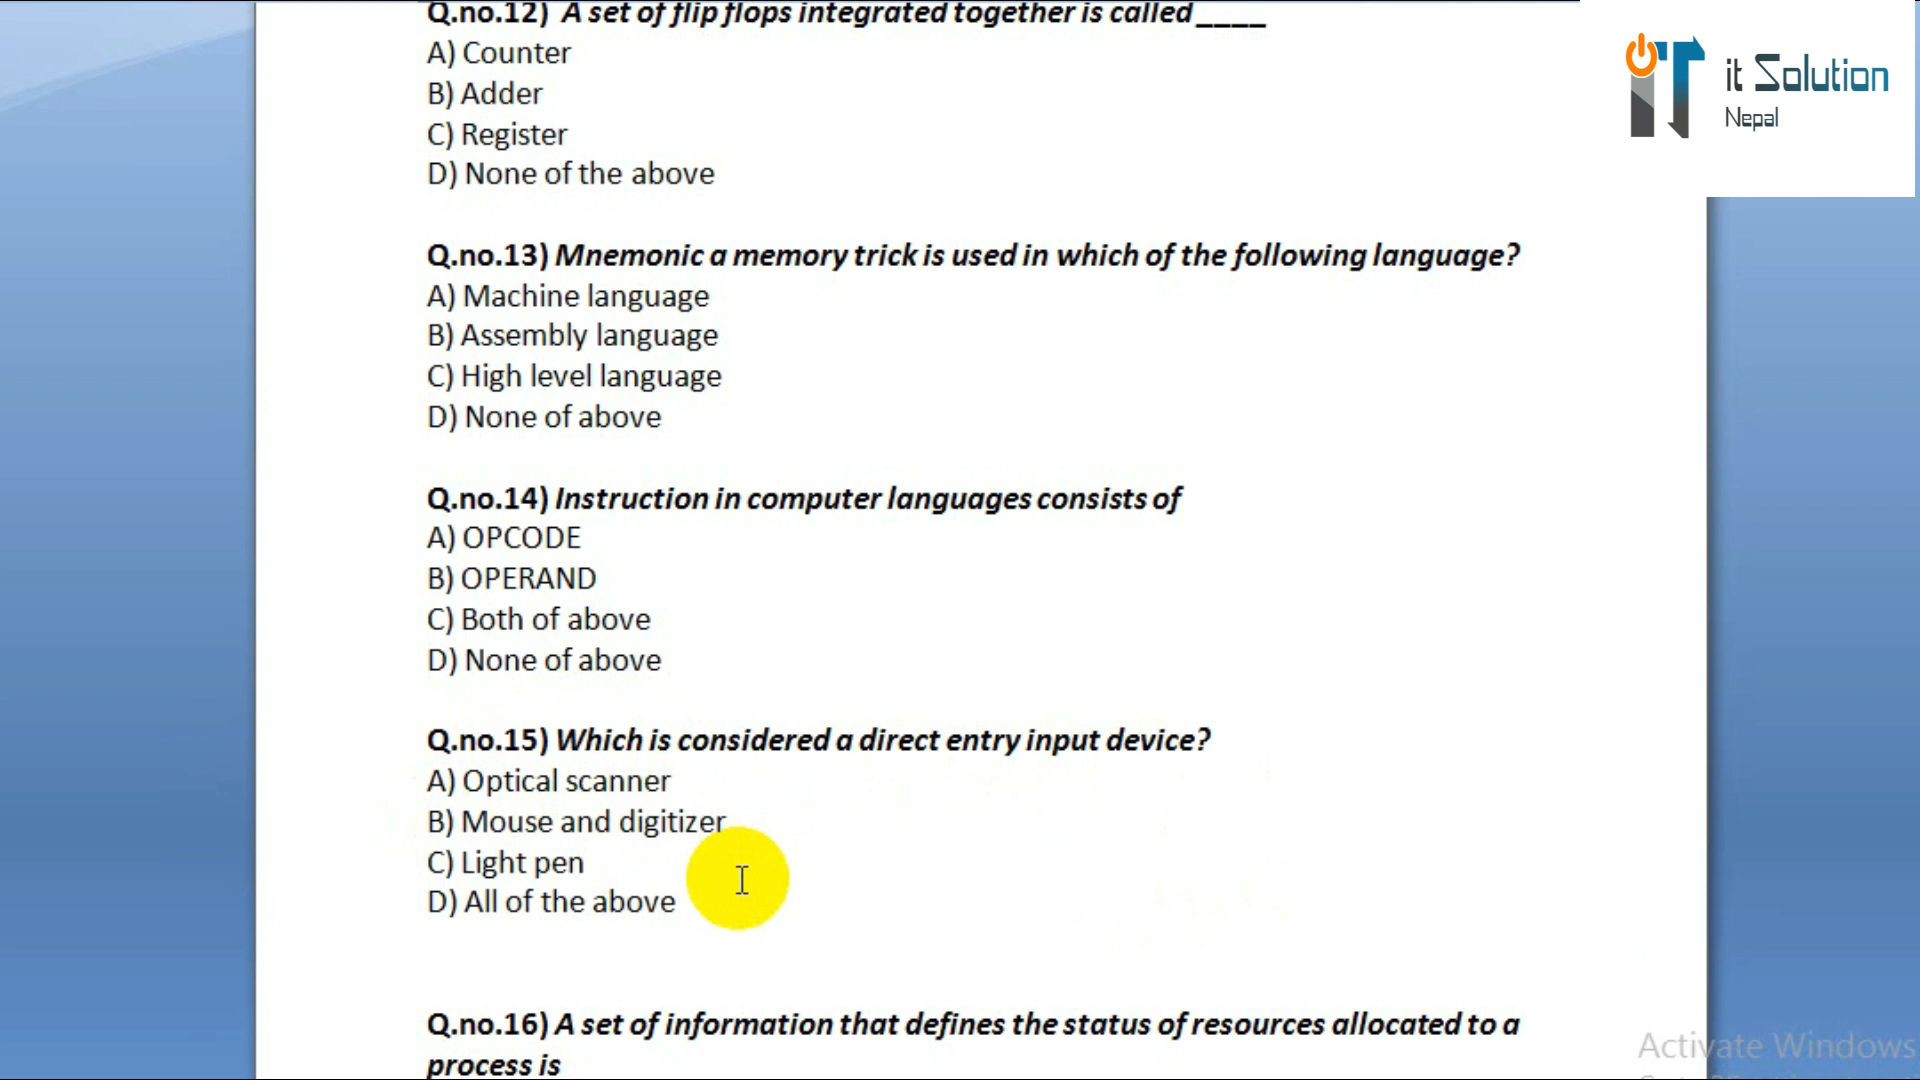 Q.no.12) A set of flip flops integrated together is called____
A) Counter
B) Adder
C) Register
D) None of the above
Q.no.13) Mnemonic a memory trick is used in which of the following language?
A) Machine language
B) Assembly language
C) High level language
D) None of above
Q.no.14) Instruction in computer languages consists of
A) OPCODE
B) OPERAND
C) Both of above
D) None of above
Q.no.15) Which is considered a direct entry input device?
A) Optical scanner
B) Mouse and digitizer
C) Light pen
D) All of the above
Q.no.16) A set of information that defines the status of resources allocated to a
process is
iT
it Solution
Nepal
Activate Windows